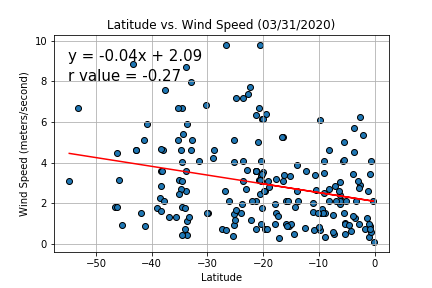 Latitude vs. Wind Speed (03/31/2020)
10
y = -0.04x + 2.09
r value = -0.27
8
6
4
2
0
Wind Speed (meters/second)
−50 −40 −30 −20 −10 0
Latitude